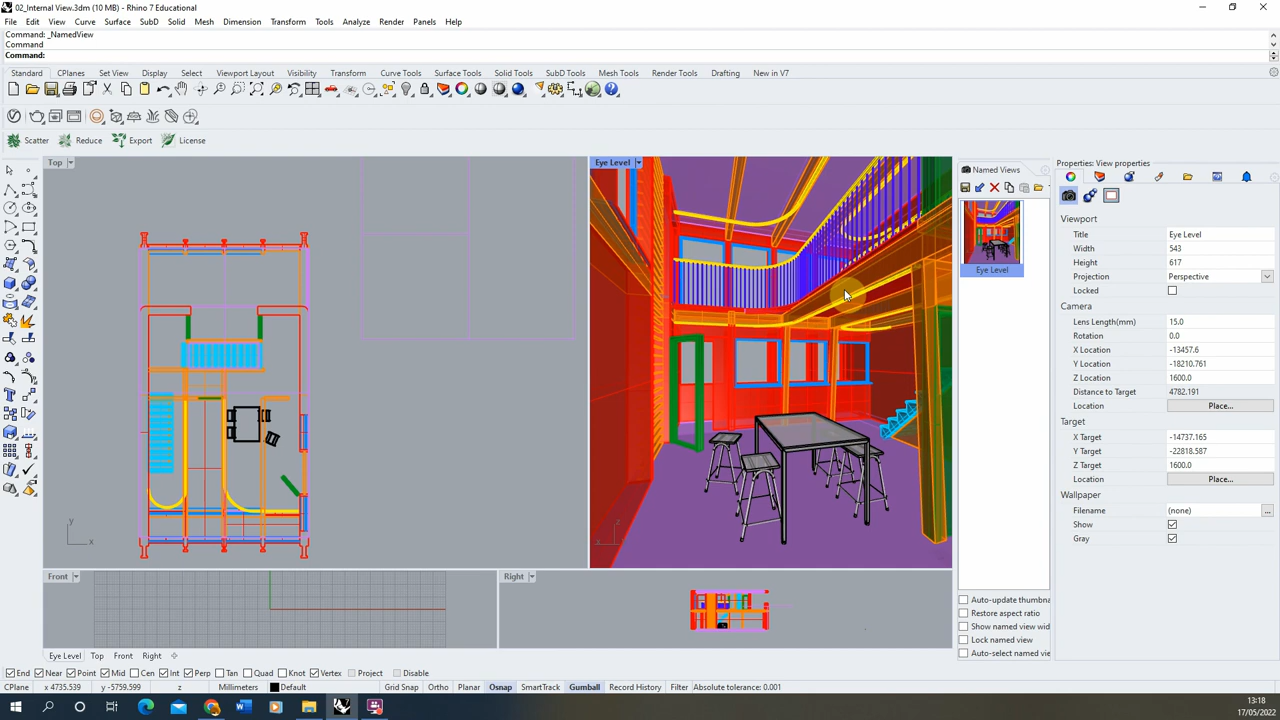 02_Internal View.3dm (10 MB) - Rhino 7 Educational
File Edit View Curve Surface SubD Solid Mesh Dimension Transform Tools Analyze Render Panels Help
Command: _NamedView
Command
Command:
Standard CPlanes Set View Display Select Viewport Layout Visibility Transform Curve Tools Surface Tools Solid Tools SubD Tools Mesh Tools Render Tools Drafting New in V7
Scatter Reduce Export License
Top
Eye Level
Named Views
Properties: View properties
Eye Level
Viewport
Title Eye Level
Width 543
Height 617
Projection Perspective
Locked
Camera
Lens Length(mm) 15.0
Rotation 0.0
X Location -13457.6
Y Location -18210.761
Z Location 1600.0
Distance to Target 4782.191
Location Place...
Target
X Target -14737.165
Y Target -22818.587
Z Target 1600.0
Location Place...
Wallpaper
Filename (none) ...
Show
Gray
y
x
z
x
Front
Right
Auto-update thumbna
Restore aspect ratio
Show named view wid
Lock named view
Auto-select named vie
Eye Level Top Front Right
End Near Point Mid Cen Int Perp Tan Quad Knot Vertex Project Disable
CPlane x 4735.539 y -5759.599 z Millimeters Default Grid Snap Ortho Planar Osnap SmartTrack Gumball Record History Filter Absolute tolerance: 0.001
13:18
17/05/2022